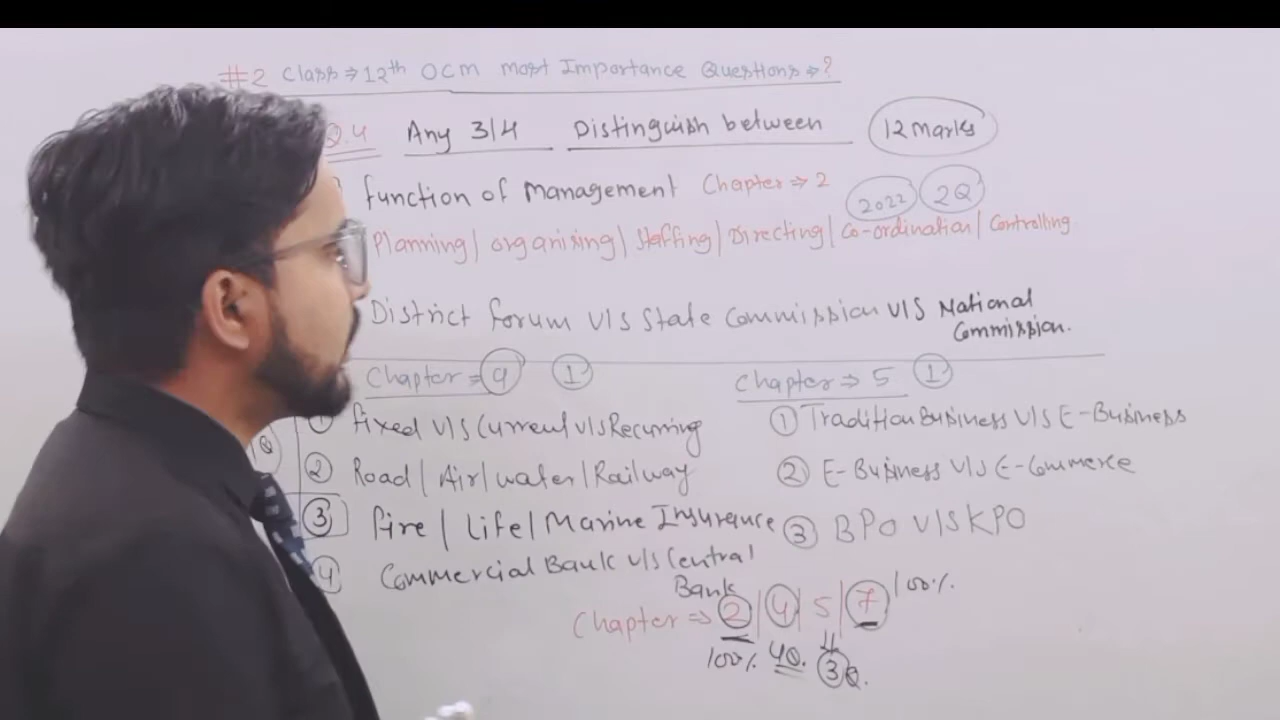 #2 Class ⇒ 12th OCM Most Importance Questions ⇒ ?
Q.4 Any 3/4 Distinguish between 12 Marks
function of Management Chapter ⇒ 2 2022 2Q
Planning / organising / Staffing / Directing / Co-ordination / Controlling
District forum V/S State Commission V/S National
Commission.
Chapter ⇒ 4 1
Chapter ⇒ 5 1
1 fixed V/S Current V/S Recurring
2 Road / Air / water / Railway
3 fire / Life / Marine Insurance
4 Commercial Bank V/S Central
Bank
1 Tradition Business V/S E-Business
2 E-Business V/S E-Commerce
3 BPO V/S KPO
Chapter ⇒ 2 / 4 / 5 / 7 100%
100% 4Q. 3Q.